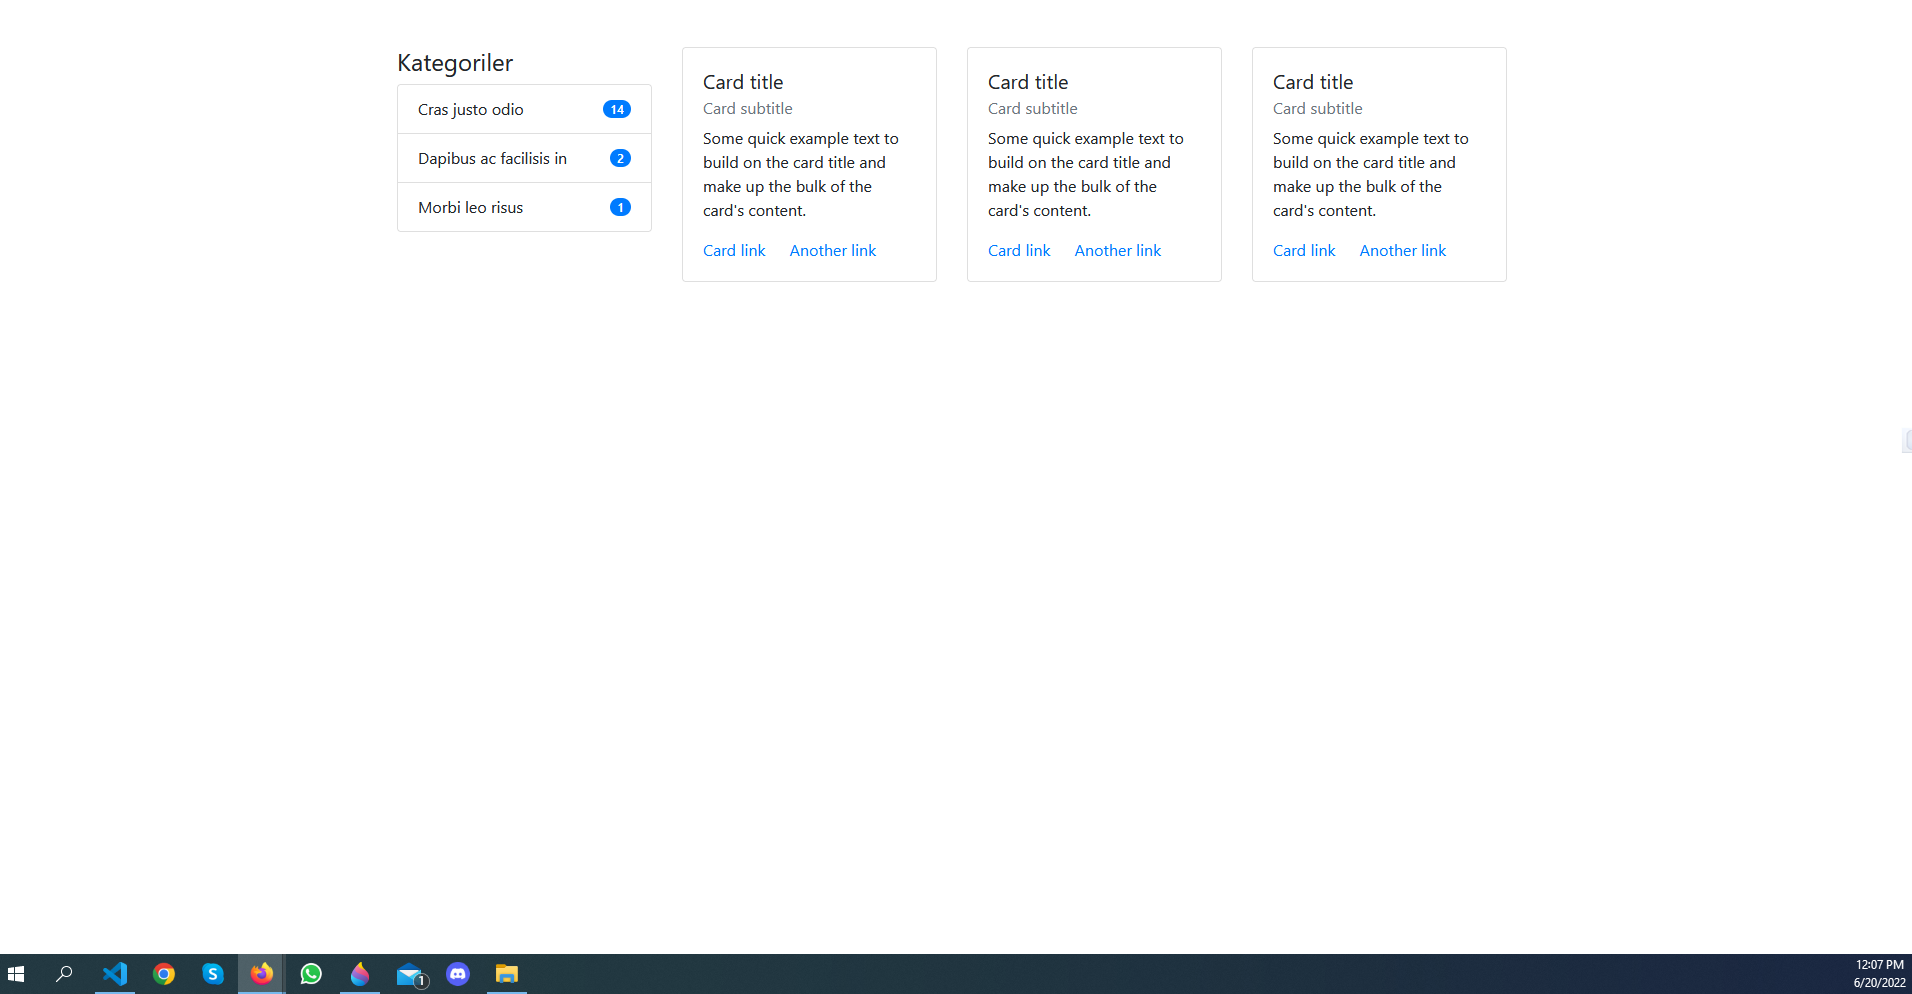 Kategoriler
Cras justo odio 14
Dapibus ac facilisis in 2
Morbi leo risus 1
Card title
Card subtitle
Some quick example text to
build on the card title and
make up the bulk of the
card's content.
Card link Another link
Card title
Card subtitle
Some quick example text to
build on the card title and
make up the bulk of the
card's content.
Card link Another link
Card title
Card subtitle
Some quick example text to
build on the card title and
make up the bulk of the
card's content.
Card link Another link
S
1
12:07 PM
6/20/2022